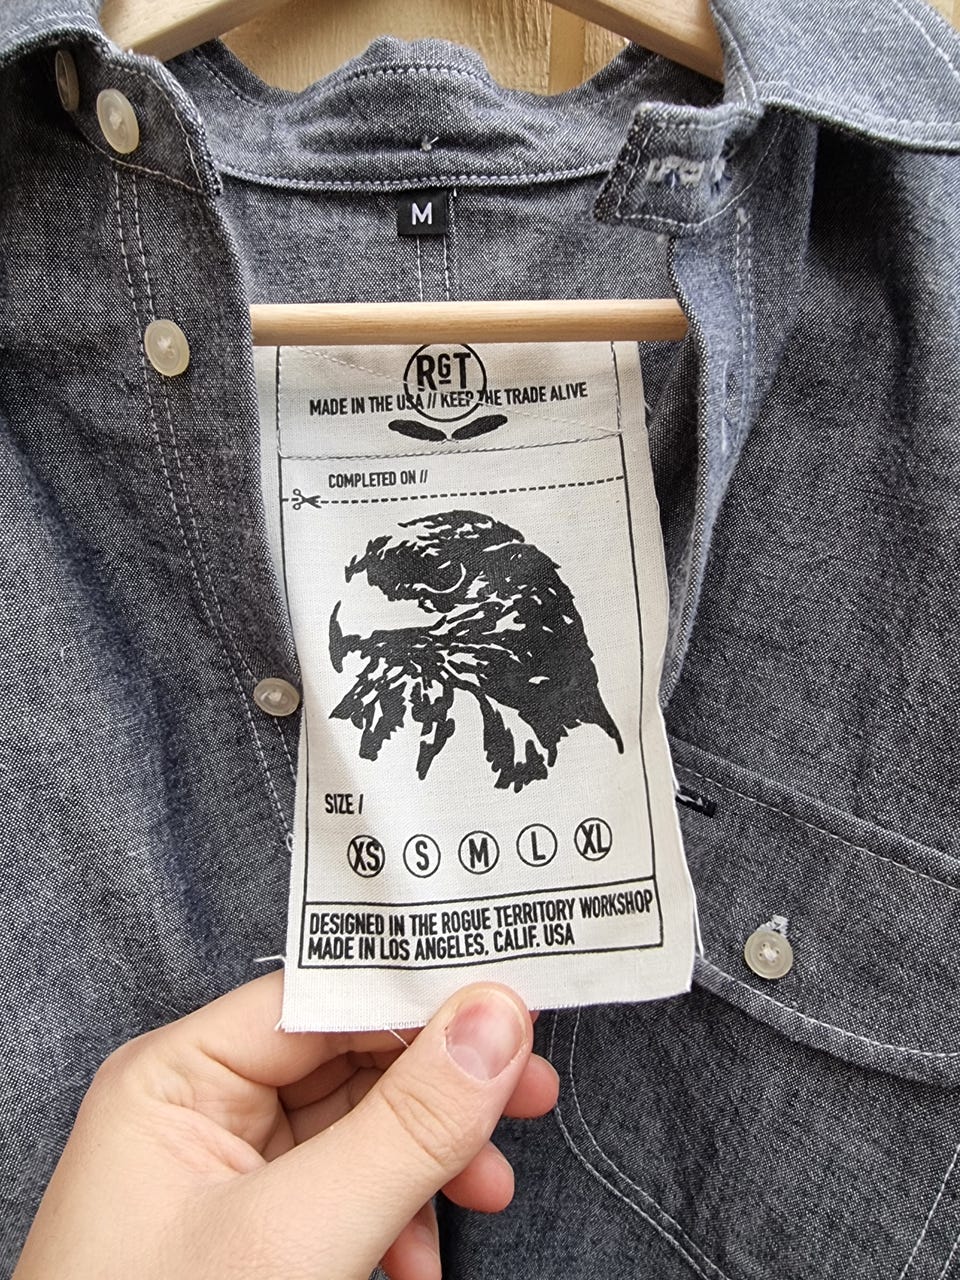 M
RGT
MADE IN THE USA // KEEP THE TRADE ALIVE
COMPLETED ON //
SIZE /
XS S M L XL
DESIGNED IN THE ROGUE TERRITORY WORKSHOP
MADE IN LOS ANGELES, CALIF. USA